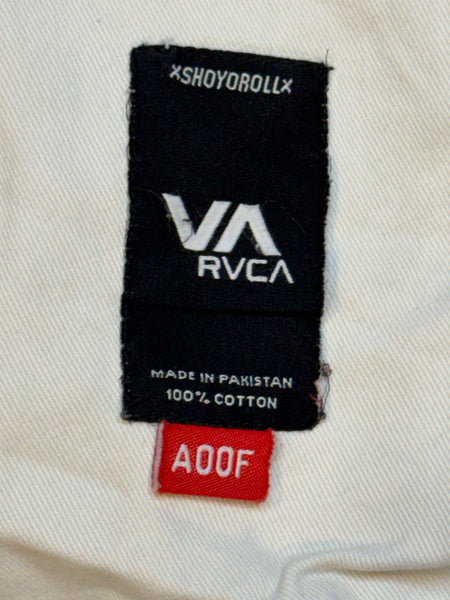 ×SHOYOROLL×
VA
RVCA
MADE IN PAKISTAN
100% COTTON
A00F